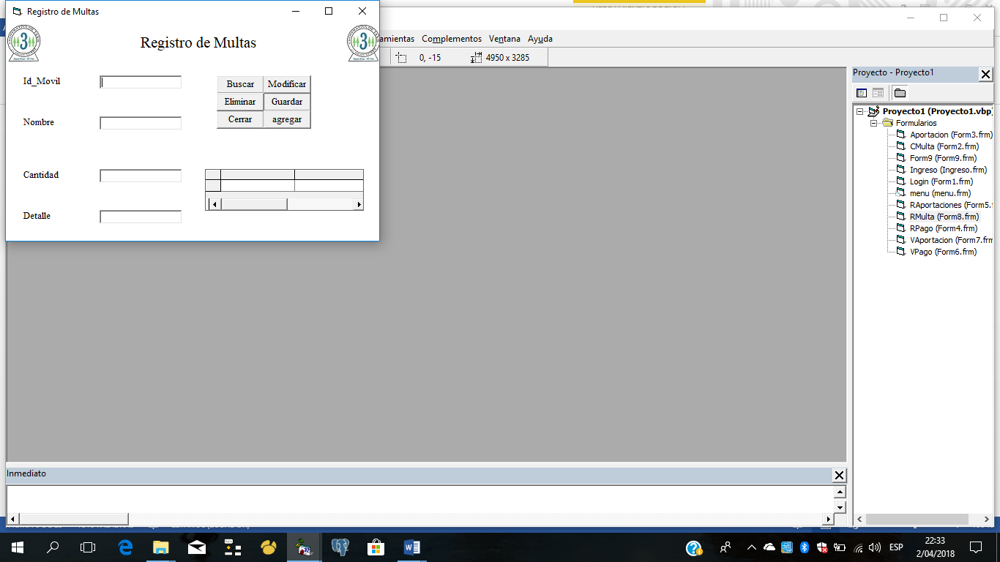 Registro de Multas
Registro de Multas
3
3
Id_Movil
Nombre
Cantidad
Detalle
Buscar
Modificar
Eliminar
Guardar
Cerrar
agregar
amientas Complementos Ventana Ayuda
0, -15
4950 x 3285
Proyecto - Proyecto1
Proyecto1 (Proyecto1.vbp)
Formularios
Aportacion (Form3.frm)
CMulta (Form2.frm)
Form9 (Form9.frm)
Ingreso (Ingreso.frm)
Login (Form1.frm)
menu (menu.frm)
RAportaciones (Form5.f
RMulta (Form8.frm)
RPago (Form4.frm)
VAportacion (Form7.frm
VPago (Form6.frm)
Inmediato
ESP
22:33
2/04/2018